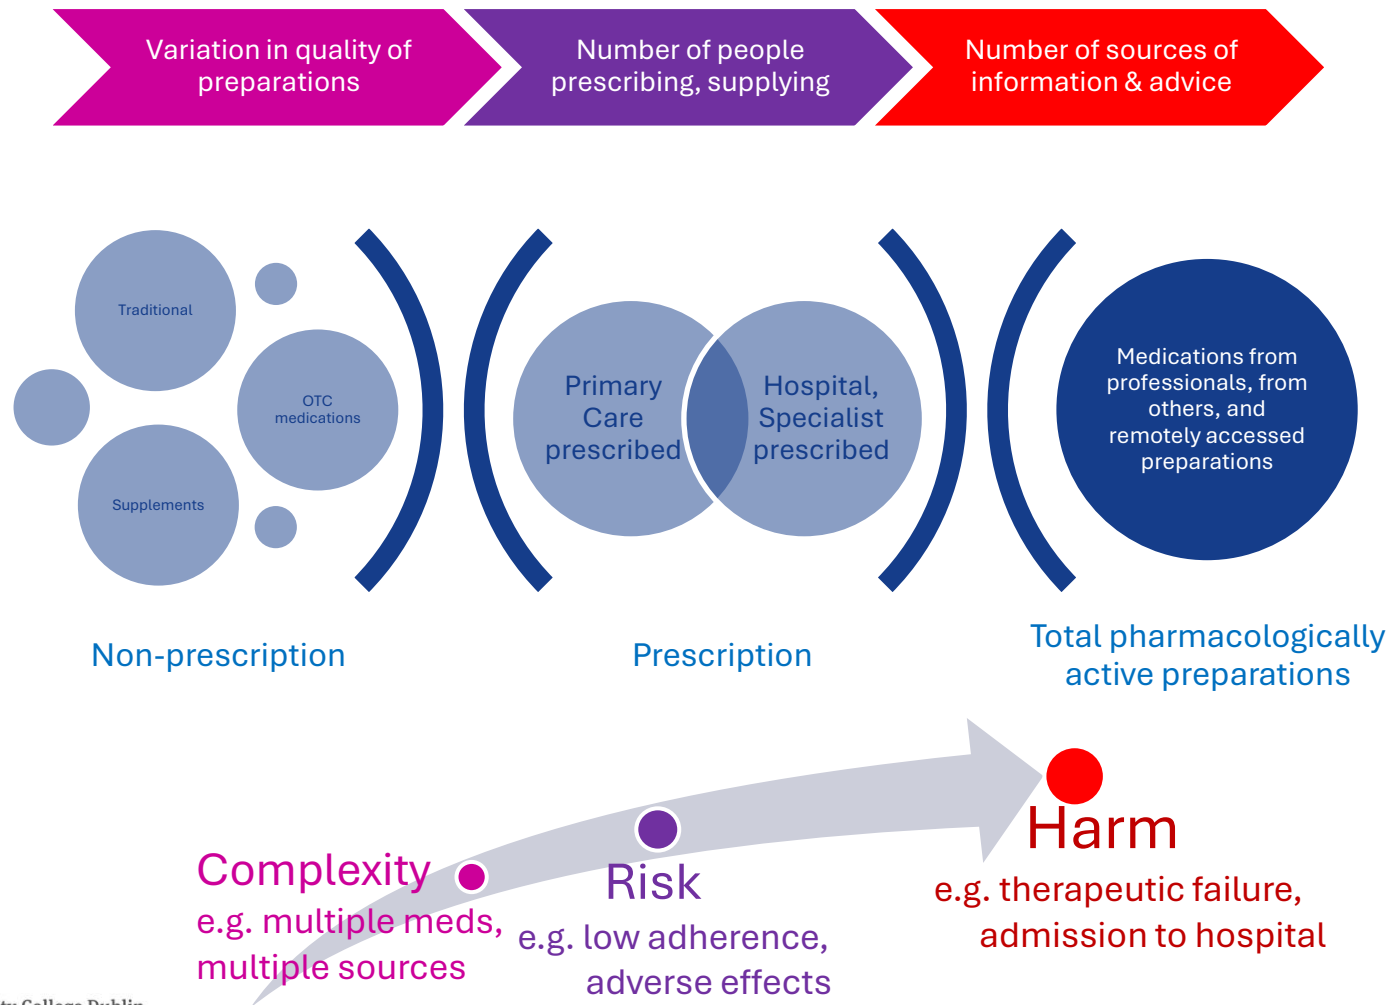 Variation in quality of
preparations
Number of people
prescribing, supplying
Number of sources of
information & advice
Traditional
OTC
medications
Supplements
Primary
Care
prescribed
Hospital,
Specialist
prescribed
Medications from
professionals, from
others, and
remotely accessed
preparations
Non-prescription
Prescription
Total pharmacologically
active preparations
Complexity
e.g. multiple meds,
multiple sources
Risk
e.g. low adherence,
adverse effects
Harm
e.g. therapeutic failure,
admission to hospital
College Dublin